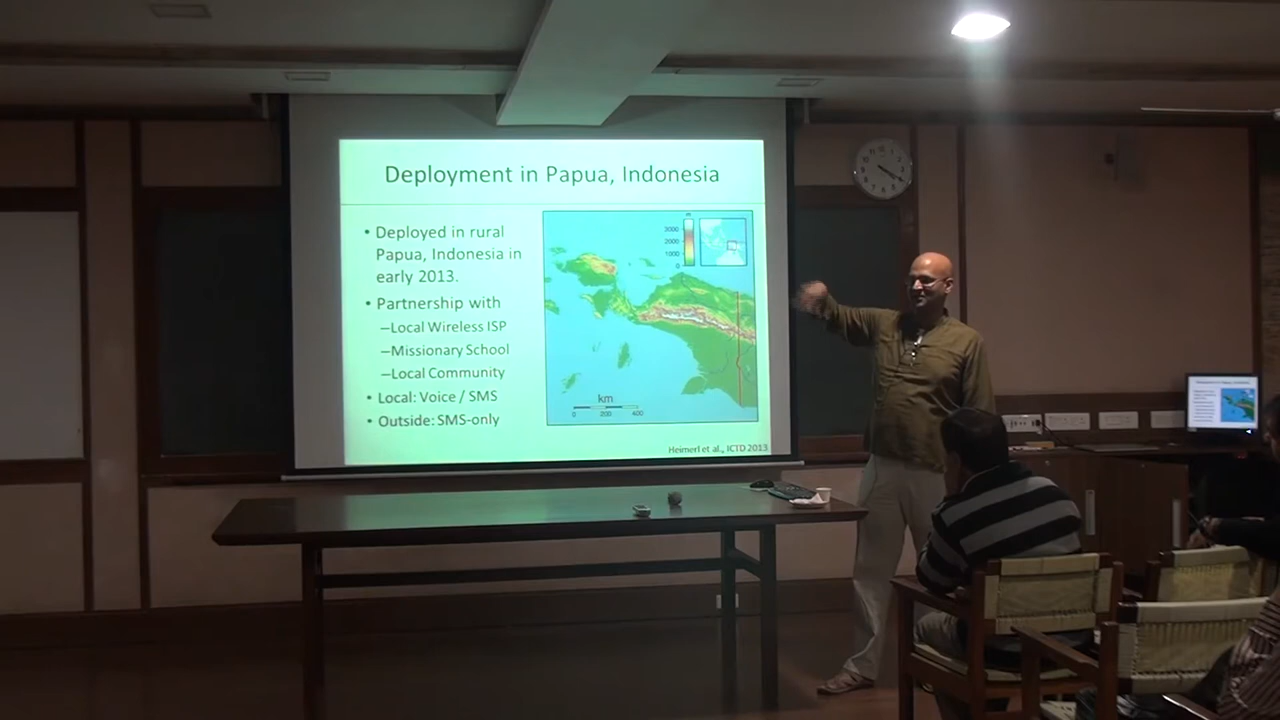 Deployment in Papua, Indonesia
• Deployed in rural
Papua, Indonesia in
early 2013.
• Partnership with
–Local Wireless ISP
–Missionary School
–Local Community
• Local: Voice / SMS
• Outside: SMS-only
m
3000
2000
1000
0
km
0 200 400
Heimerl et al., ICTD 2013